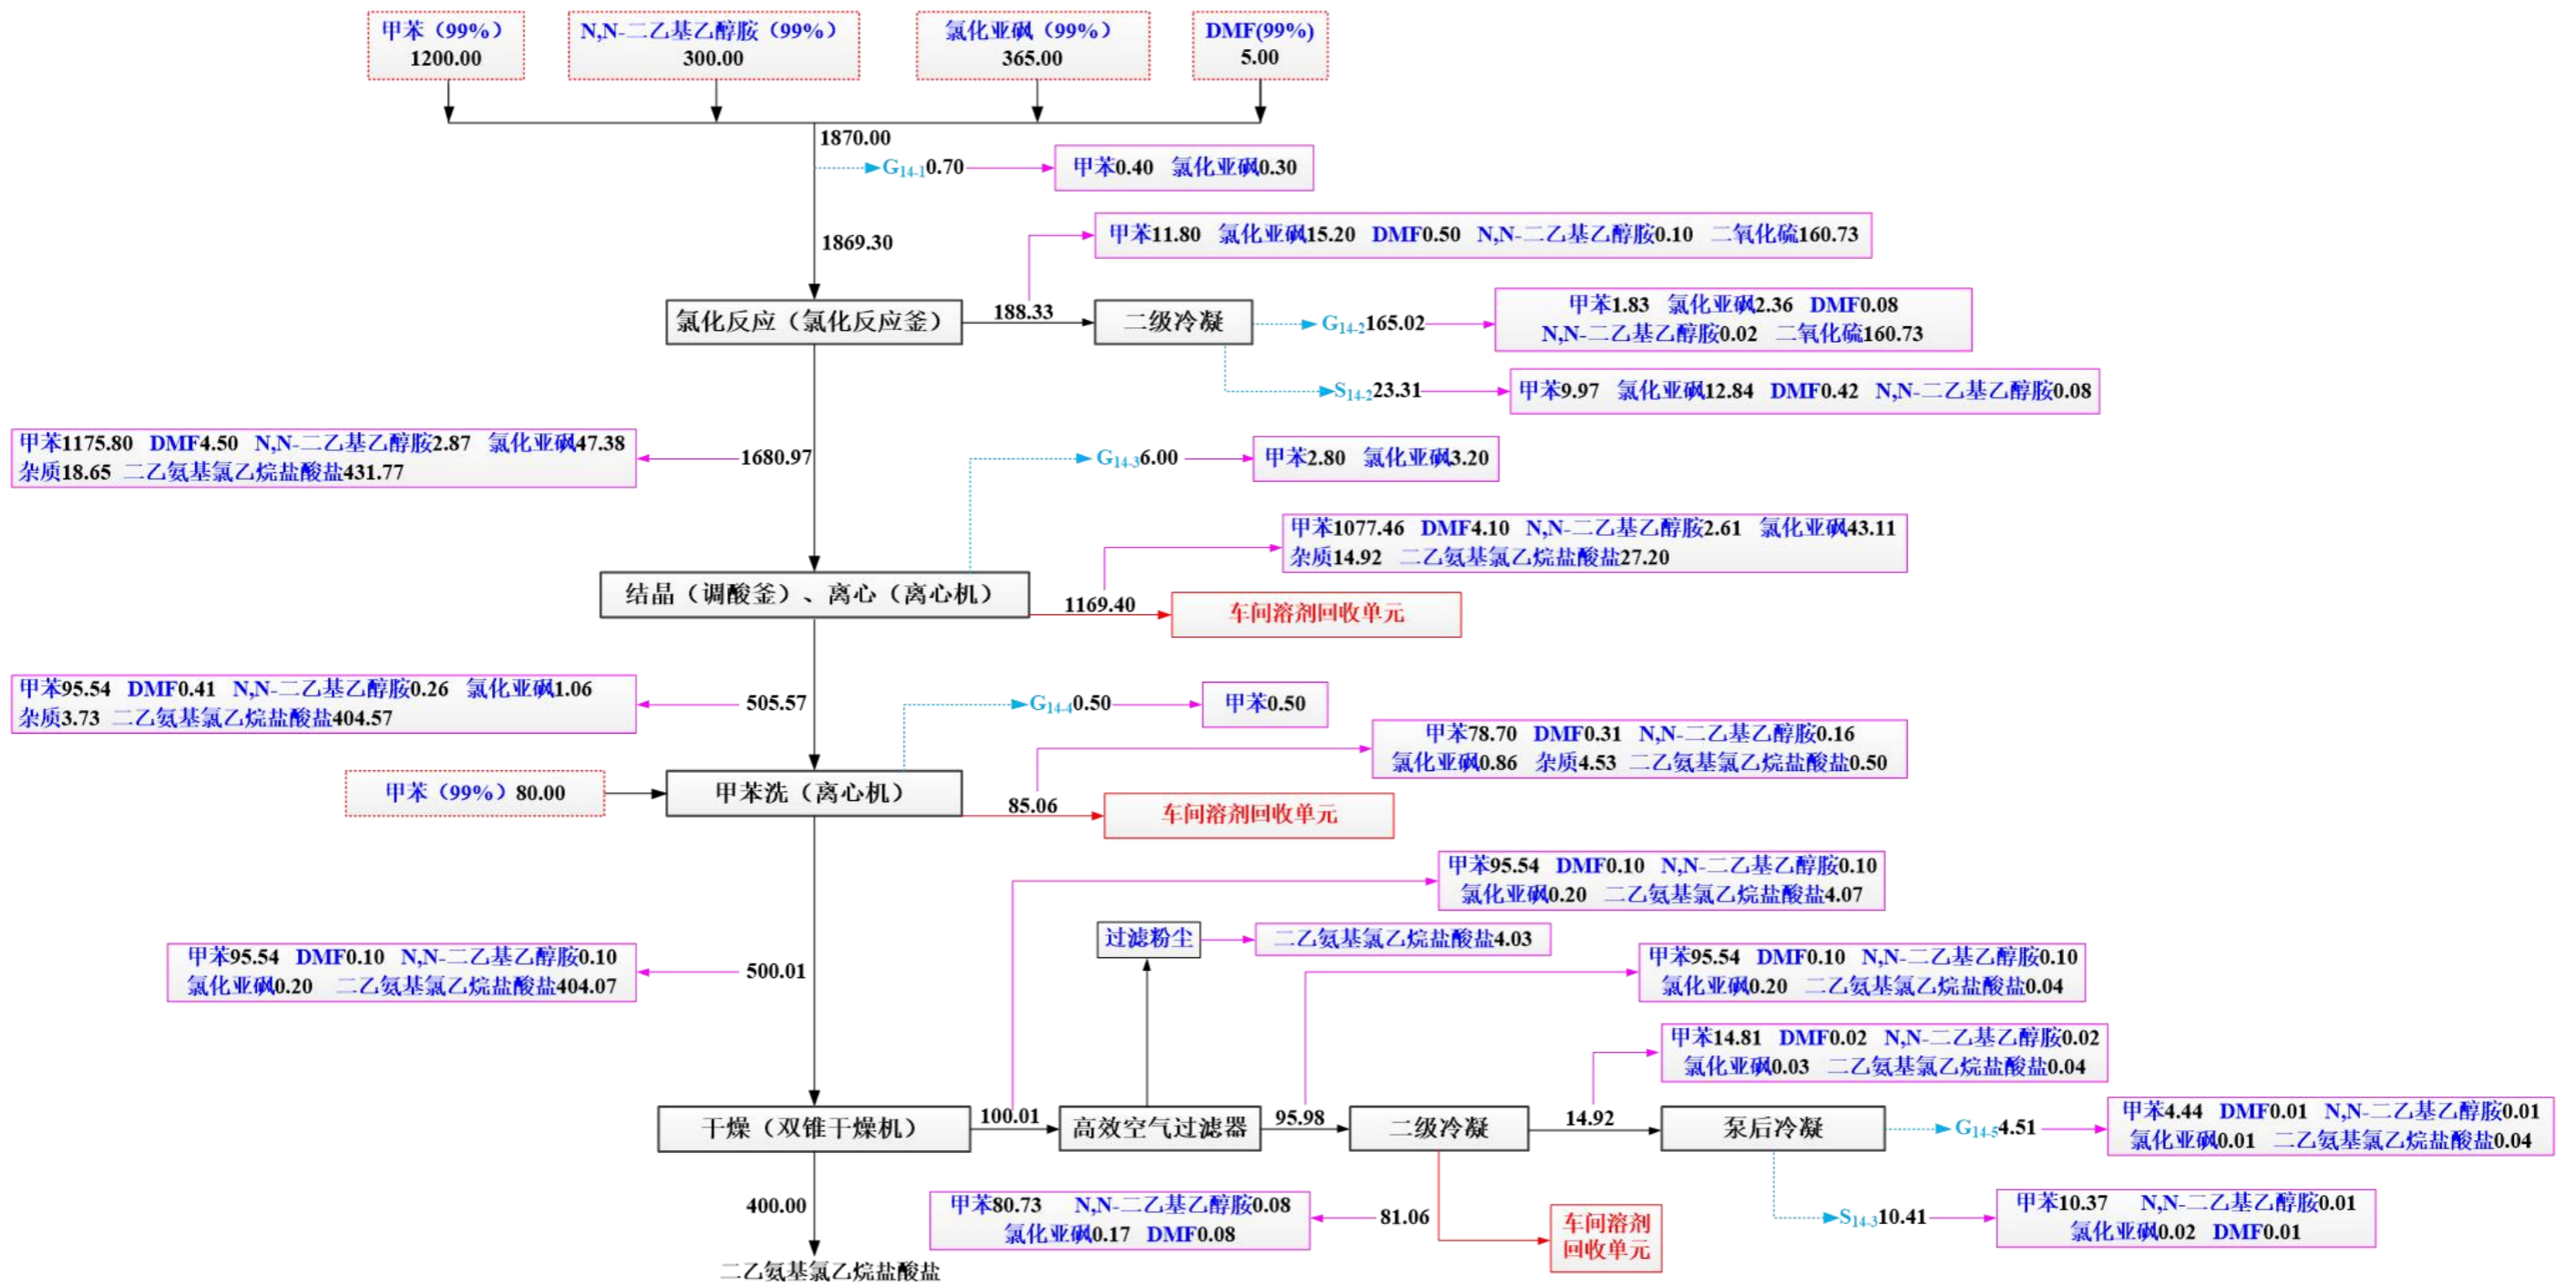 甲苯（99%）
1200.00
N,N-二乙基乙醇胺（99%）
300.00
氯化亚砜（99%）
365.00
DMF(99%)
5.00
1870.00
G14-1 0.70
甲苯0.40 氯化亚砜0.30
1869.30
甲苯11.80 氯化亚砜15.20 DMF0.50 N,N-二乙基乙醇胺0.10 二氧化硫160.73
氯化反应（氯化反应釜）
188.33
二级冷凝
G14-2 165.02
甲苯1.83 氯化亚砜2.36 DMF0.08
N,N-二乙基乙醇胺0.02 二氧化硫160.73
S14-2 23.31
甲苯9.97 氯化亚砜12.84 DMF0.42 N,N-二乙基乙醇胺0.08
甲苯1175.80 DMF4.50 N,N-二乙基乙醇胺2.87 氯化亚砜47.38
杂质18.65 二乙氨基氯乙烷盐酸盐431.77
1680.97
G14-3 6.00
甲苯2.80 氯化亚砜3.20
甲苯1077.46 DMF4.10 N,N-二乙基乙醇胺2.61 氯化亚砜43.11
杂质14.92 二乙氨基氯乙烷盐酸盐27.20
结晶（调酸釜）、离心（离心机）
1169.40
车间溶剂回收单元
甲苯95.54 DMF0.41 N,N-二乙基乙醇胺0.26 氯化亚砜1.06
杂质3.73 二乙氨基氯乙烷盐酸盐404.57
505.57
G14-4 0.50
甲苯0.50
甲苯78.70 DMF0.31 N,N-二乙基乙醇胺0.16
氯化亚砜0.86 杂质4.53 二乙氨基氯乙烷盐酸盐0.50
甲苯（99%）80.00
甲苯洗（离心机）
85.06
车间溶剂回收单元
甲苯95.54 DMF0.10 N,N-二乙基乙醇胺0.10
氯化亚砜0.20 二乙氨基氯乙烷盐酸盐4.07
过滤粉尘
二乙氨基氯乙烷盐酸盐4.03
甲苯95.54 DMF0.10 N,N-二乙基乙醇胺0.10
氯化亚砜0.20 二乙氨基氯乙烷盐酸盐404.07
500.01
甲苯95.54 DMF0.10 N,N-二乙基乙醇胺0.10
氯化亚砜0.20 二乙氨基氯乙烷盐酸盐0.04
甲苯14.81 DMF0.02 N,N-二乙基乙醇胺0.02
氯化亚砜0.03 二乙氨基氯乙烷盐酸盐0.04
干燥（双锥干燥机）
100.01
高效空气过滤器
95.98
二级冷凝
14.92
泵后冷凝
G14-5 4.51
甲苯4.44 DMF0.01 N,N-二乙基乙醇胺0.01
氯化亚砜0.01 二乙氨基氯乙烷盐酸盐0.04
400.00
甲苯80.73 N,N-二乙基乙醇胺0.08
氯化亚砜0.17 DMF0.08
81.06
车间溶剂
回收单元
S14-3 10.41
甲苯10.37 N,N-二乙基乙醇胺0.01
氯化亚砜0.02 DMF0.01
二乙氨基氯乙烷盐酸盐